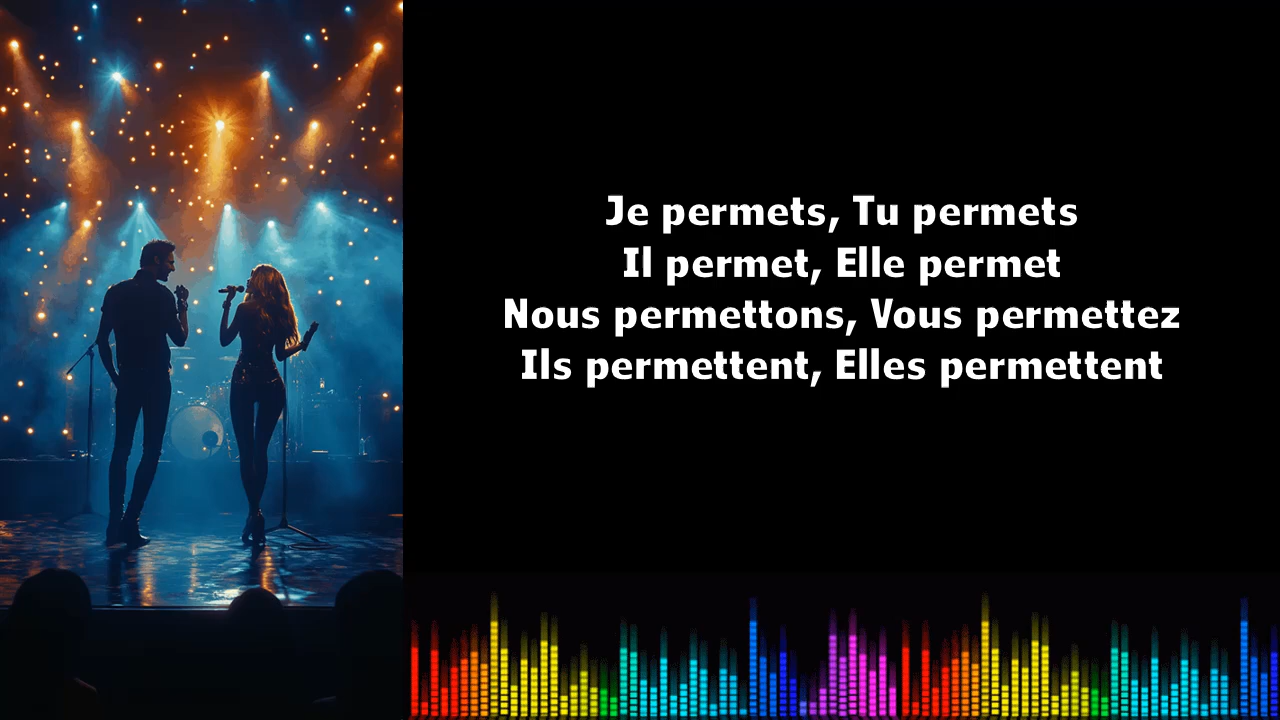 Je permets, Tu permets
Il permet, Elle permet
Nous permettons, Vous permettez
Ils permettent, Elles permettent